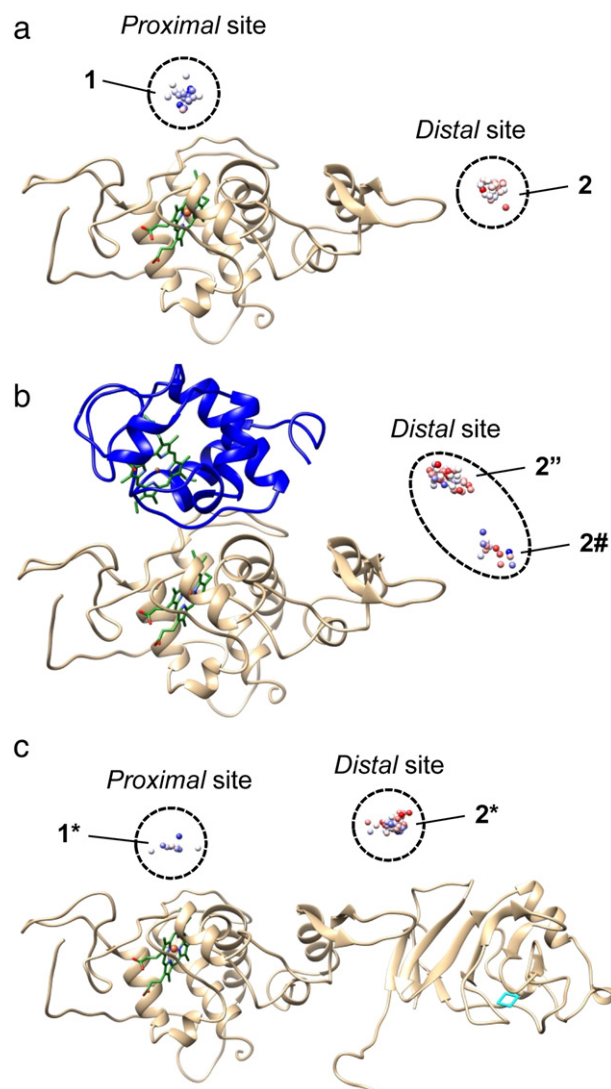 a
Proximal site
1
Distal site
2
b
Distal site
2”
2#
c
Proximal site
Distal site
1*
2*